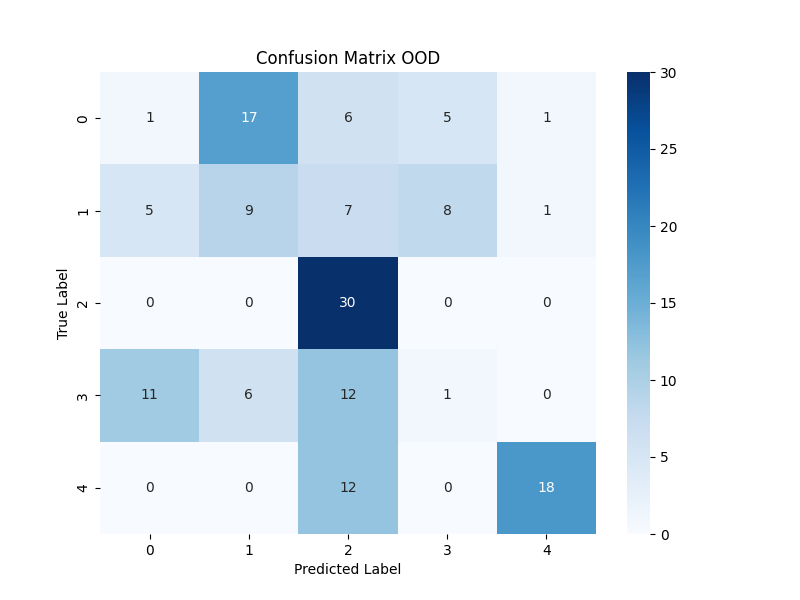 Confusion Matrix OOD
True Label
0 1 17 6 5 1
1 5 9 7 8 1
2 0 0 30 0 0
3 11 6 12 1 0
4 0 0 12 0 18
0 1 2 3 4
Predicted Label
30
25
20
15
10
5
0